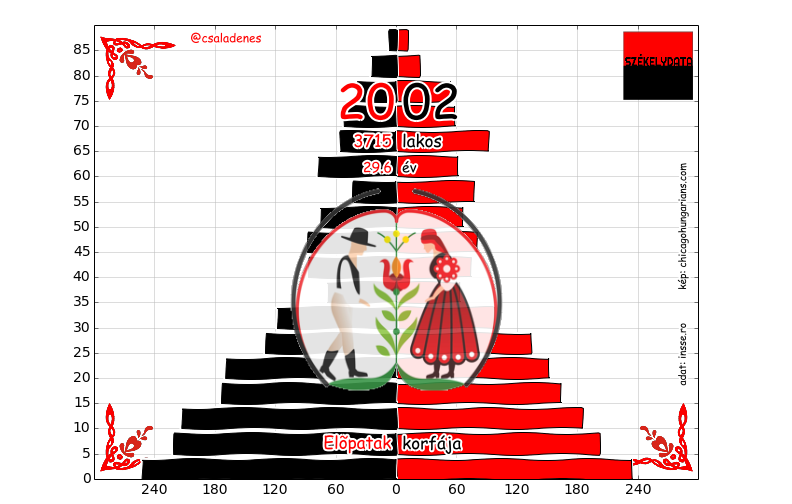 @csaladenes
SZÉKELYDATA
2002
3715 lakos
29.6 év
Előpatak korfája
kép: chicagohungarians.com
adat: insse.ro
85
80
75
70
65
60
55
50
45
40
35
30
25
20
15
10
5
0
240 180 120 60 0 60 120 180 240